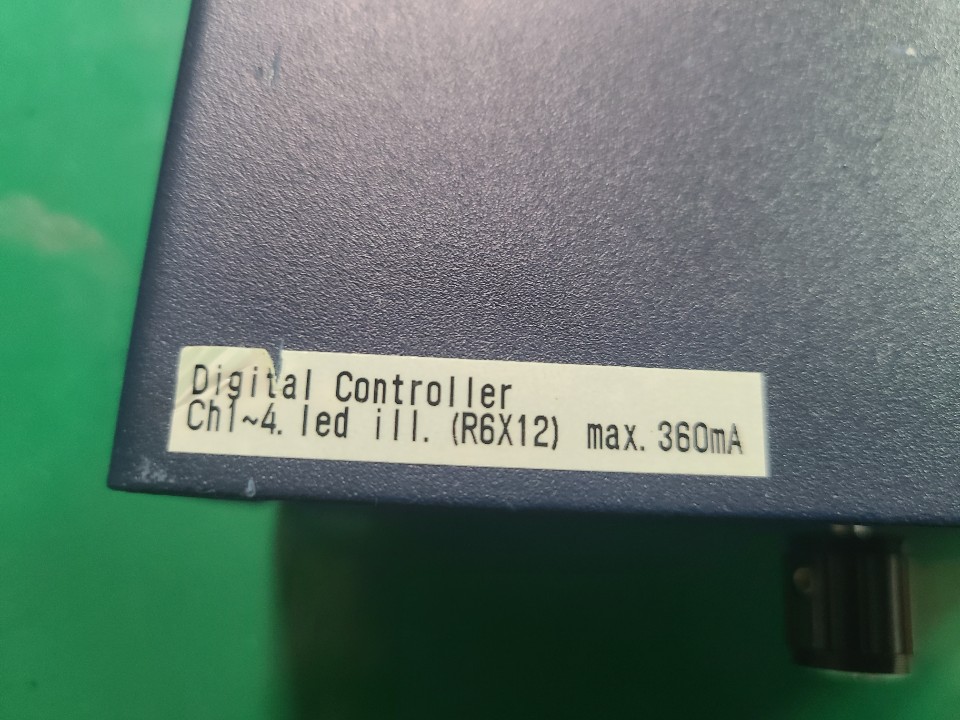 Digital Controller
Ch1~4. led ill. (R6X12) max. 360mA